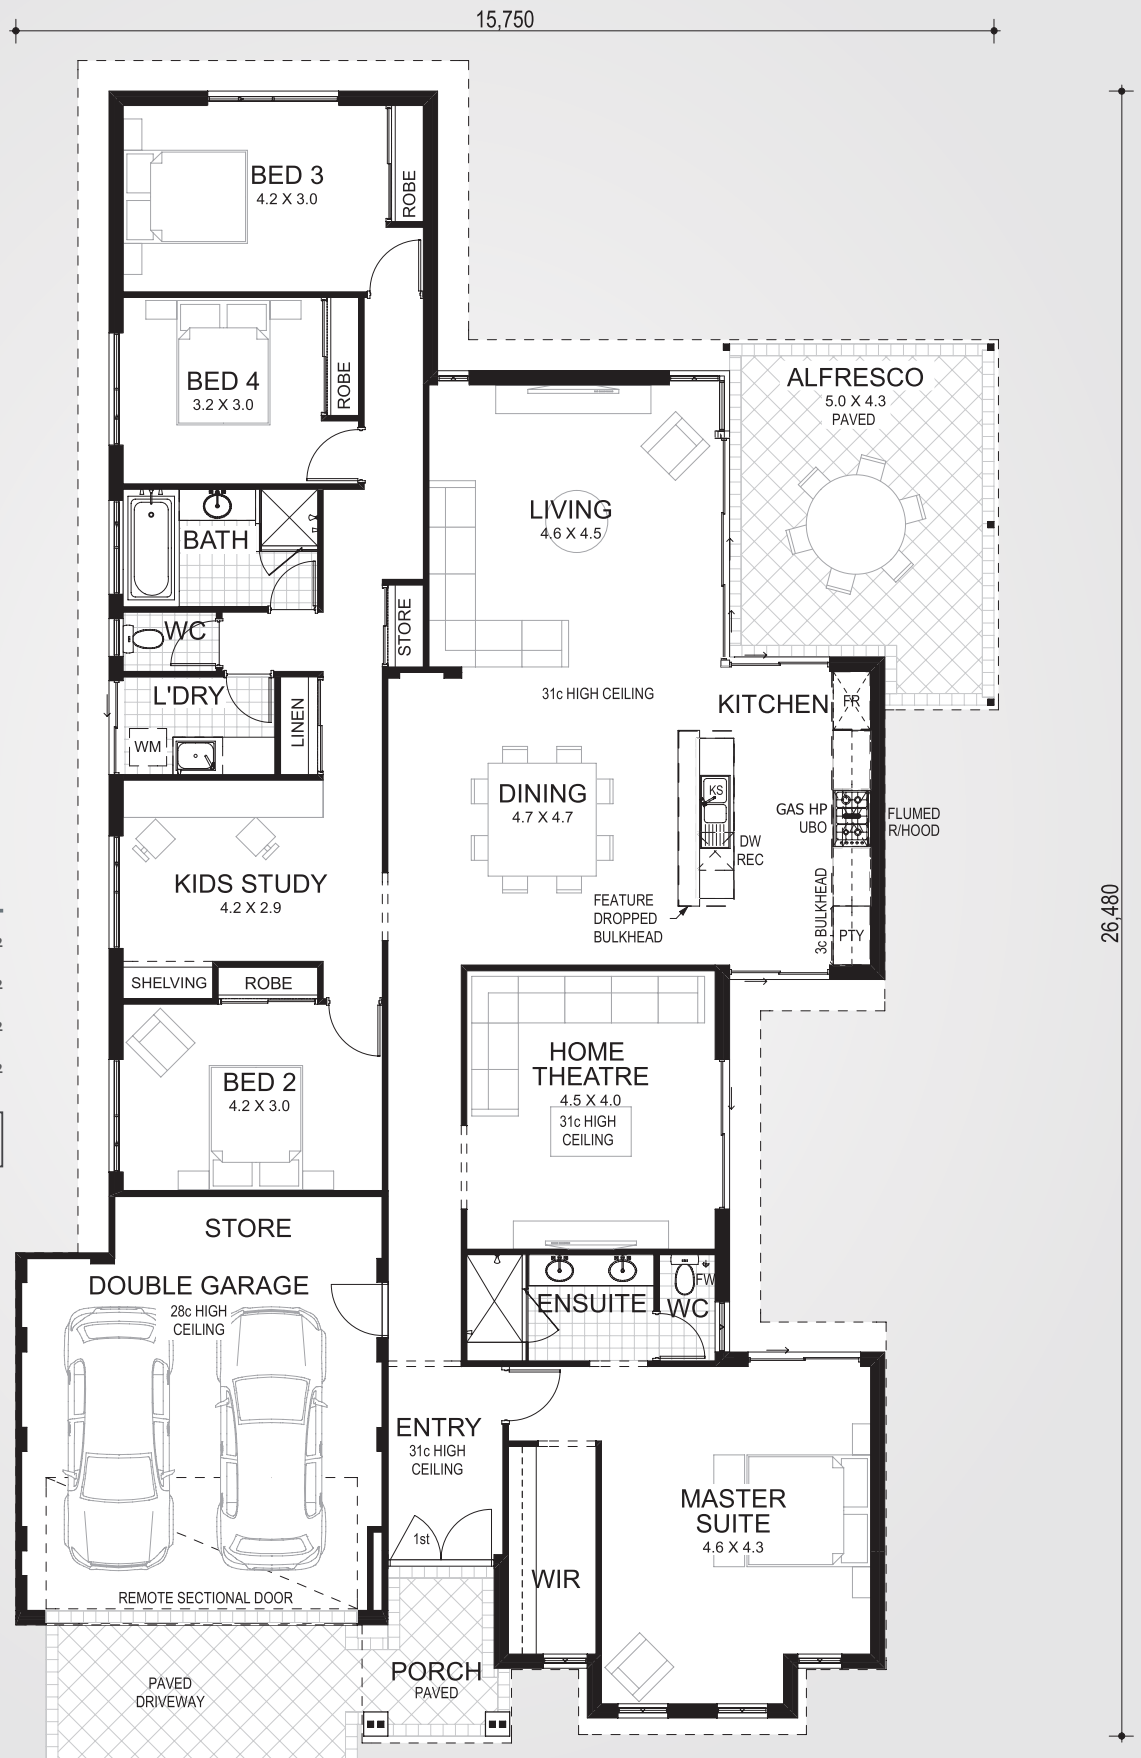 15,750
BED 3
4.2 X 3.0
ROBE
BED 4
3.2 X 3.0
ROBE
ALFRESCO
5.0 X 4.3
PAVED
LIVING
4.6 X 4.5
BATH
WC
STORE
L'DRY
WM
LINEN
31c HIGH CEILING
KITCHEN
FR
DINING
4.7 X 4.7
KS
DW
REC
GAS HP
UBO
FLUMED
R/HOOD
3c BULKHEAD
PTY
FEATURE
DROPPED
BULKHEAD
KIDS STUDY
4.2 X 2.9
26,480
SHELVING
ROBE
BED 2
4.2 X 3.0
HOME
THEATRE
4.5 X 4.0
31c HIGH
CEILING
STORE
DOUBLE GARAGE
28c HIGH
CEILING
ENSUITE
WC
FW
ENTRY
31c HIGH
CEILING
1st
MASTER
SUITE
4.6 X 4.3
WIR
REMOTE SECTIONAL DOOR
PORCH
PAVED
PAVED
DRIVEWAY
2
2
2
2